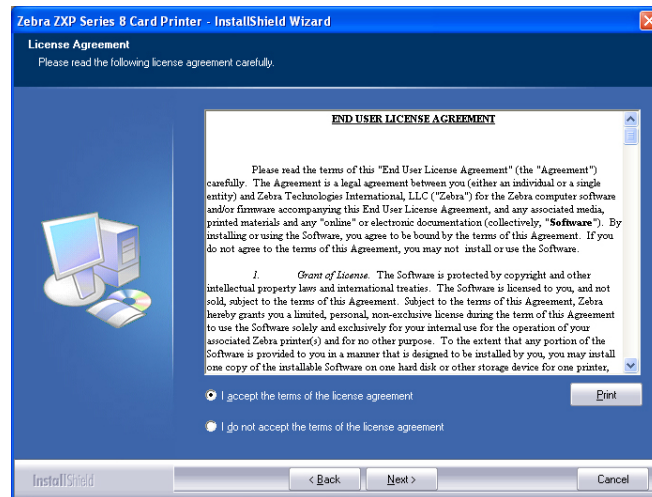 Zebra ZXP Series 8 Card Printer - InstallShield Wizard
License Agreement
Please read the following license agreement carefully.
END USER LICENSE AGREEMENT
Please read the terms of this "End User License Agreement" (the "Agreement")
carefully. The Agreement is a legal agreement between you (either an individual or a single
entity) and Zebra Technologies International, LLC ("Zebra") for the Zebra computer software
and/or firmware accompanying this End User License Agreement, and any associated media,
printed materials and any "online" or electronic documentation (collectively, "Software"). By
installing or using the Software, you agree to be bound by the terms of this Agreement. If you
do not agree to the terms of this Agreement, you may not install or use the Software.
1. Grant of License. The Software is protected by copyright and other
intellectual property laws and international treaties. The Software is licensed to you, and not
sold, subject to the terms of this Agreement. Subject to the terms of this Agreement, Zebra
hereby grants you a limited, personal, non-exclusive license during the term of this Agreement
to use the Software solely and exclusively for your internal use for the operation of your
associated Zebra printer(s) and for no other purpose. To the extent that any portion of the
Software is provided to you in a manner that is designed to be installed by you, you may install
one copy of the installable Software on one hard disk or other storage device for one printer,
I accept the terms of the license agreement
Print
I do not accept the terms of the license agreement
InstallShield
< Back
Next >
Cancel